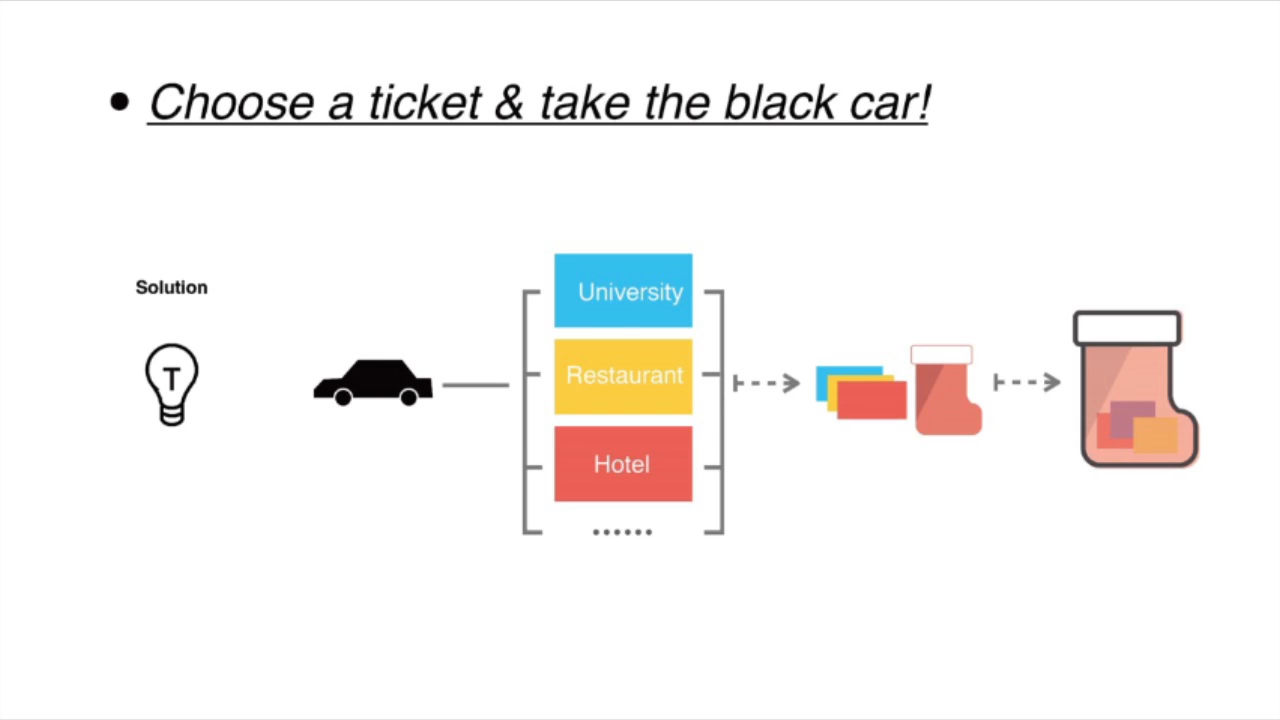 • Choose a ticket & take the black car!
Solution
T
University
Restaurant
Hotel
......